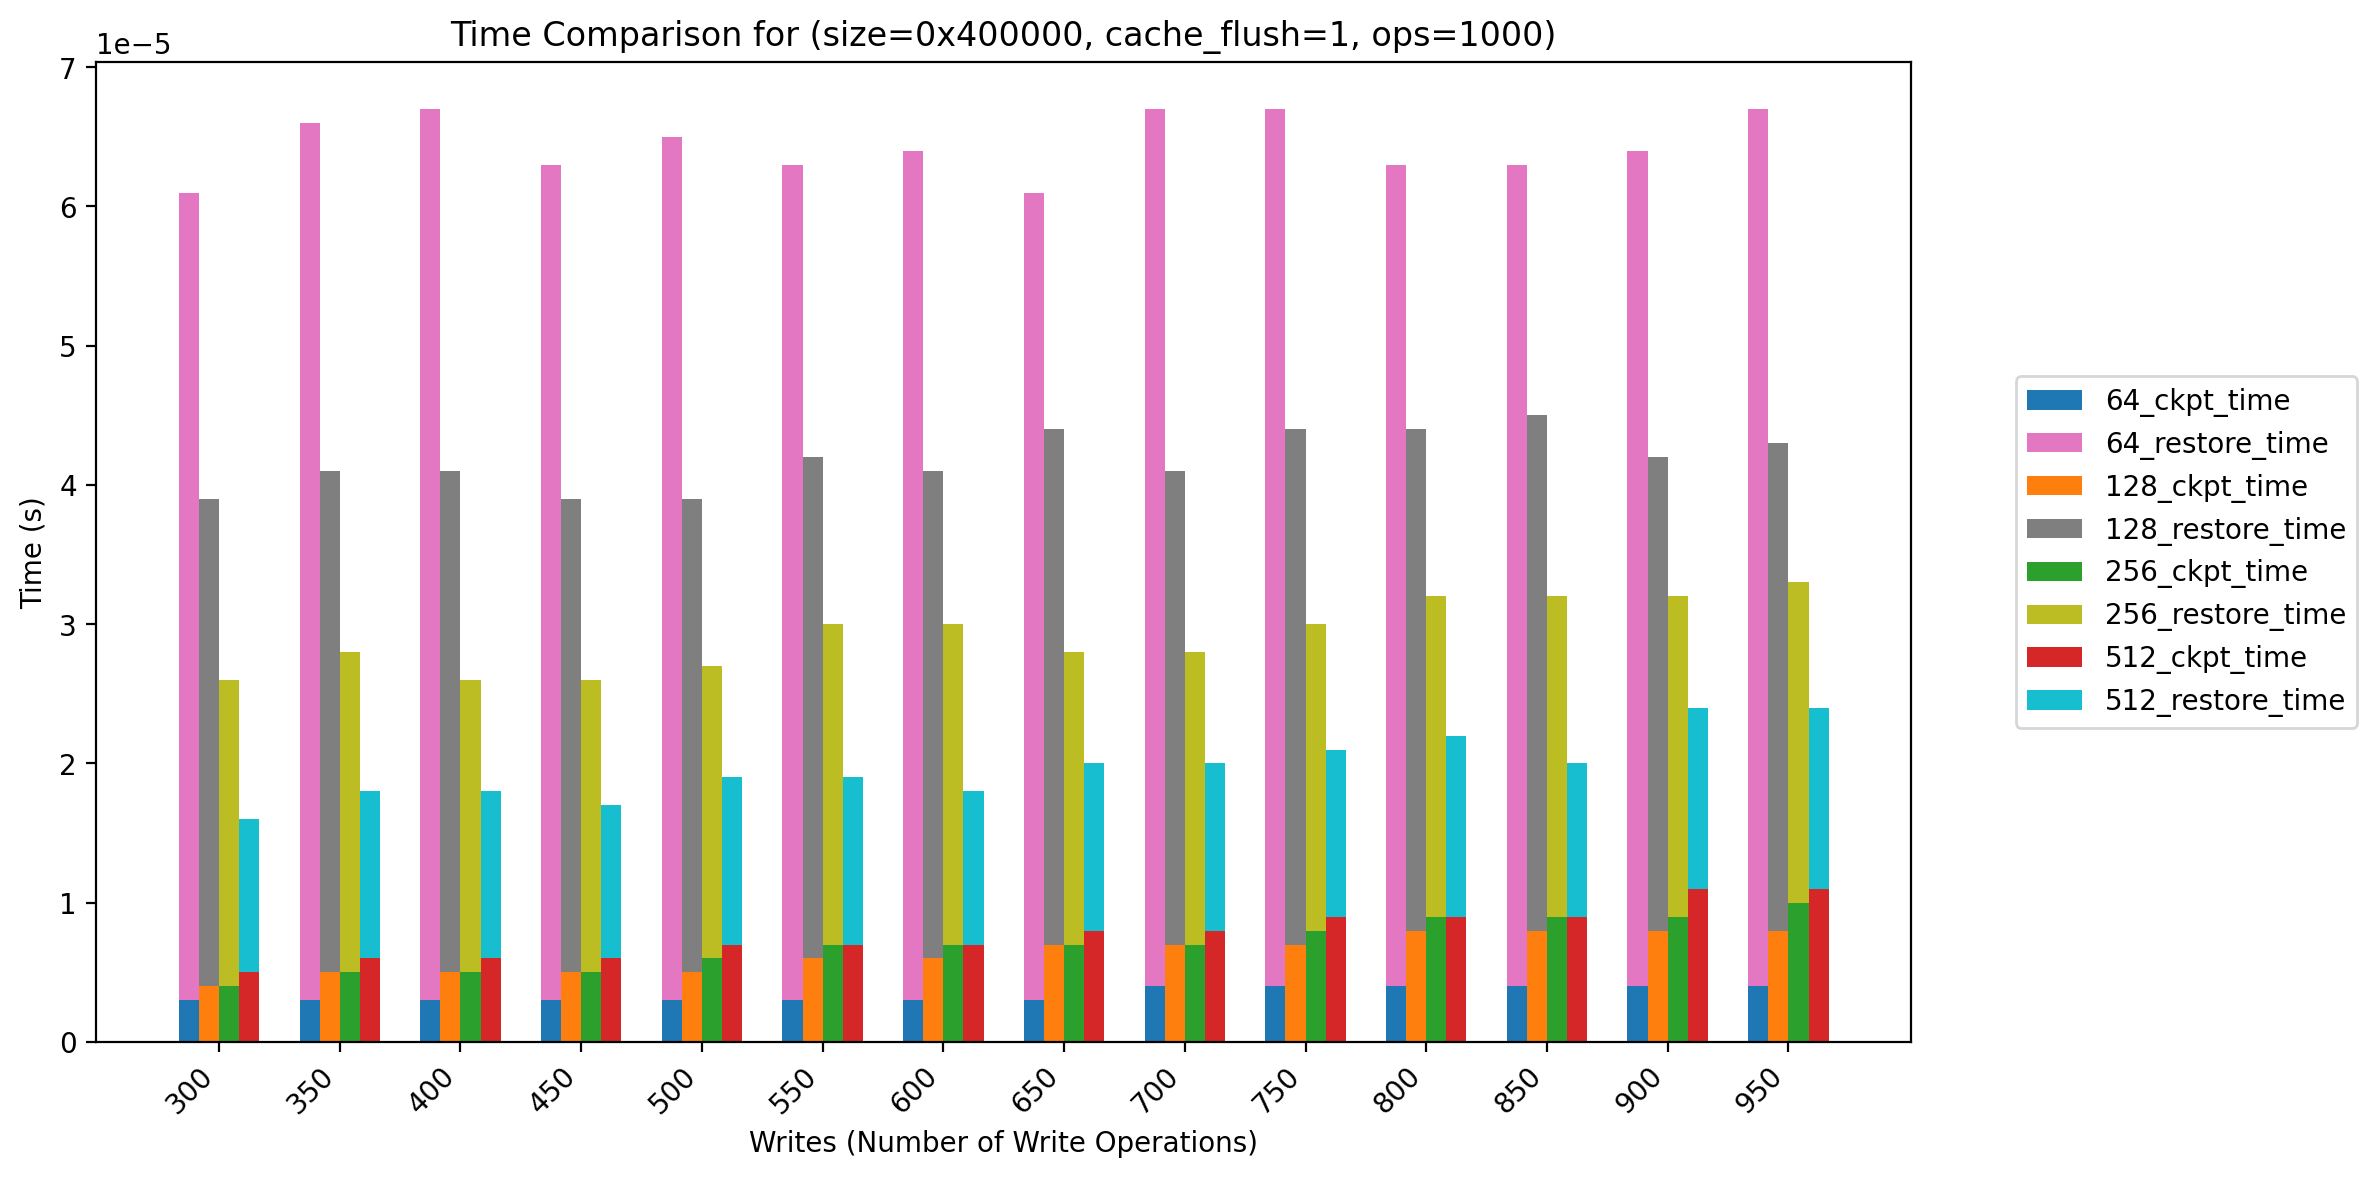 Time Comparison for (size=0x400000, cache_flush=1, ops=1000)
1e−5
7
6
5
4
3
2
1
0
Time (s)
300 350 400 450 500 550 600 650 700 750 800 850 900 950
Writes (Number of Write Operations)
64_ckpt_time
64_restore_time
128_ckpt_time
128_restore_time
256_ckpt_time
256_restore_time
512_ckpt_time
512_restore_time